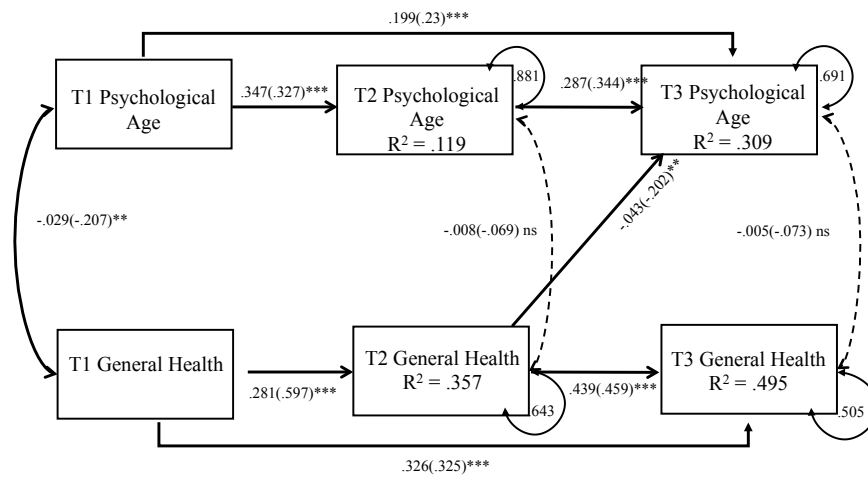 .199(.23)***
T1 Psychological
Age
.347(.327)***
T2 Psychological
Age
R² = .119
.881
.287(.344)***
T3 Psychological
Age
R² = .309
.691
-.029(-.207)**
-.008(-.069) ns
-.043(-.202)**
-.005(-.073) ns
T1 General Health
.281(.597)***
T2 General Health
R² = .357
.643
.439(.459)***
T3 General Health
R² = .495
.505
.326(.325)***